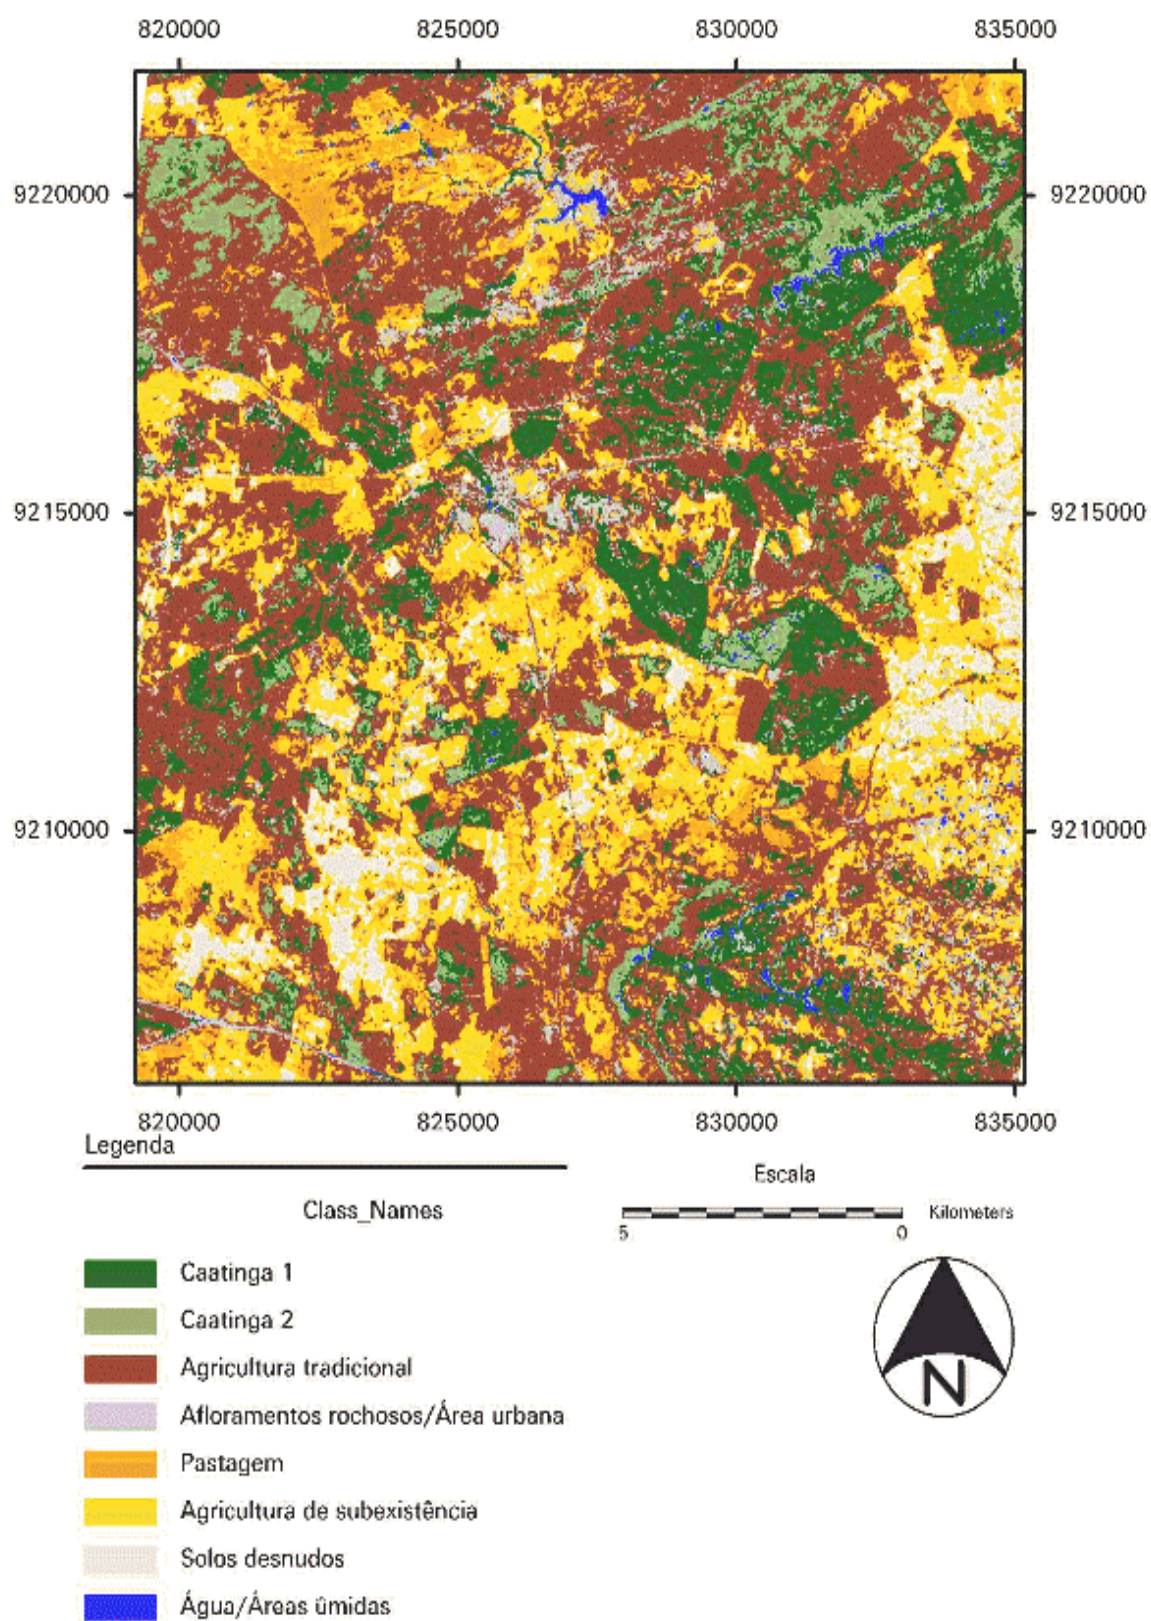 820000 825000 830000 835000
9220000 9220000
9215000 9215000
9210000 9210000
820000 825000 830000 835000
Legenda
Escala
Class_Names
Kilometers
5 0
Caatinga 1
Caatinga 2
Agricultura tradicional
Afloramentos rochosos/Área urbana
Pastagem
Agricultura de subexistência
Solos desnudos
Água/Áreas úmidas
N